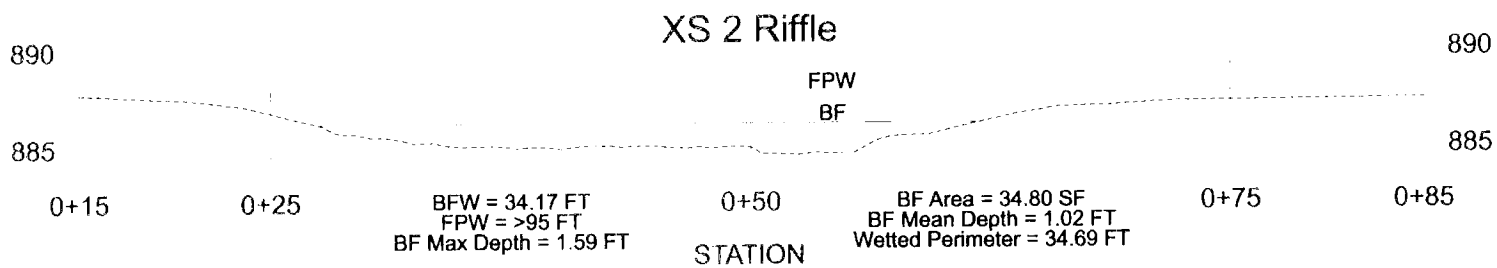 XS 2 Riffle
890
890
FPW
BF
885
885
0+15
0+25
0+50
0+75
0+85
BFW = 34.17 FT
FPW = >95 FT
BF Max Depth = 1.59 FT
BF Area = 34.80 SF
BF Mean Depth = 1.02 FT
Wetted Perimeter = 34.69 FT
STATION